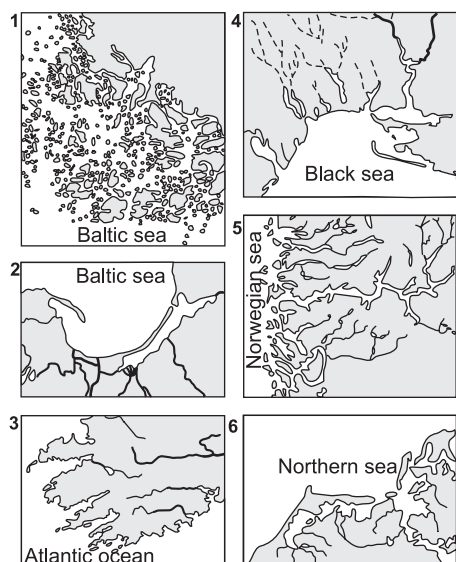 1
Baltic sea
2
Baltic sea
3
Atlantic ocean
4
Black sea
5
Norwegian sea
6
Northern sea